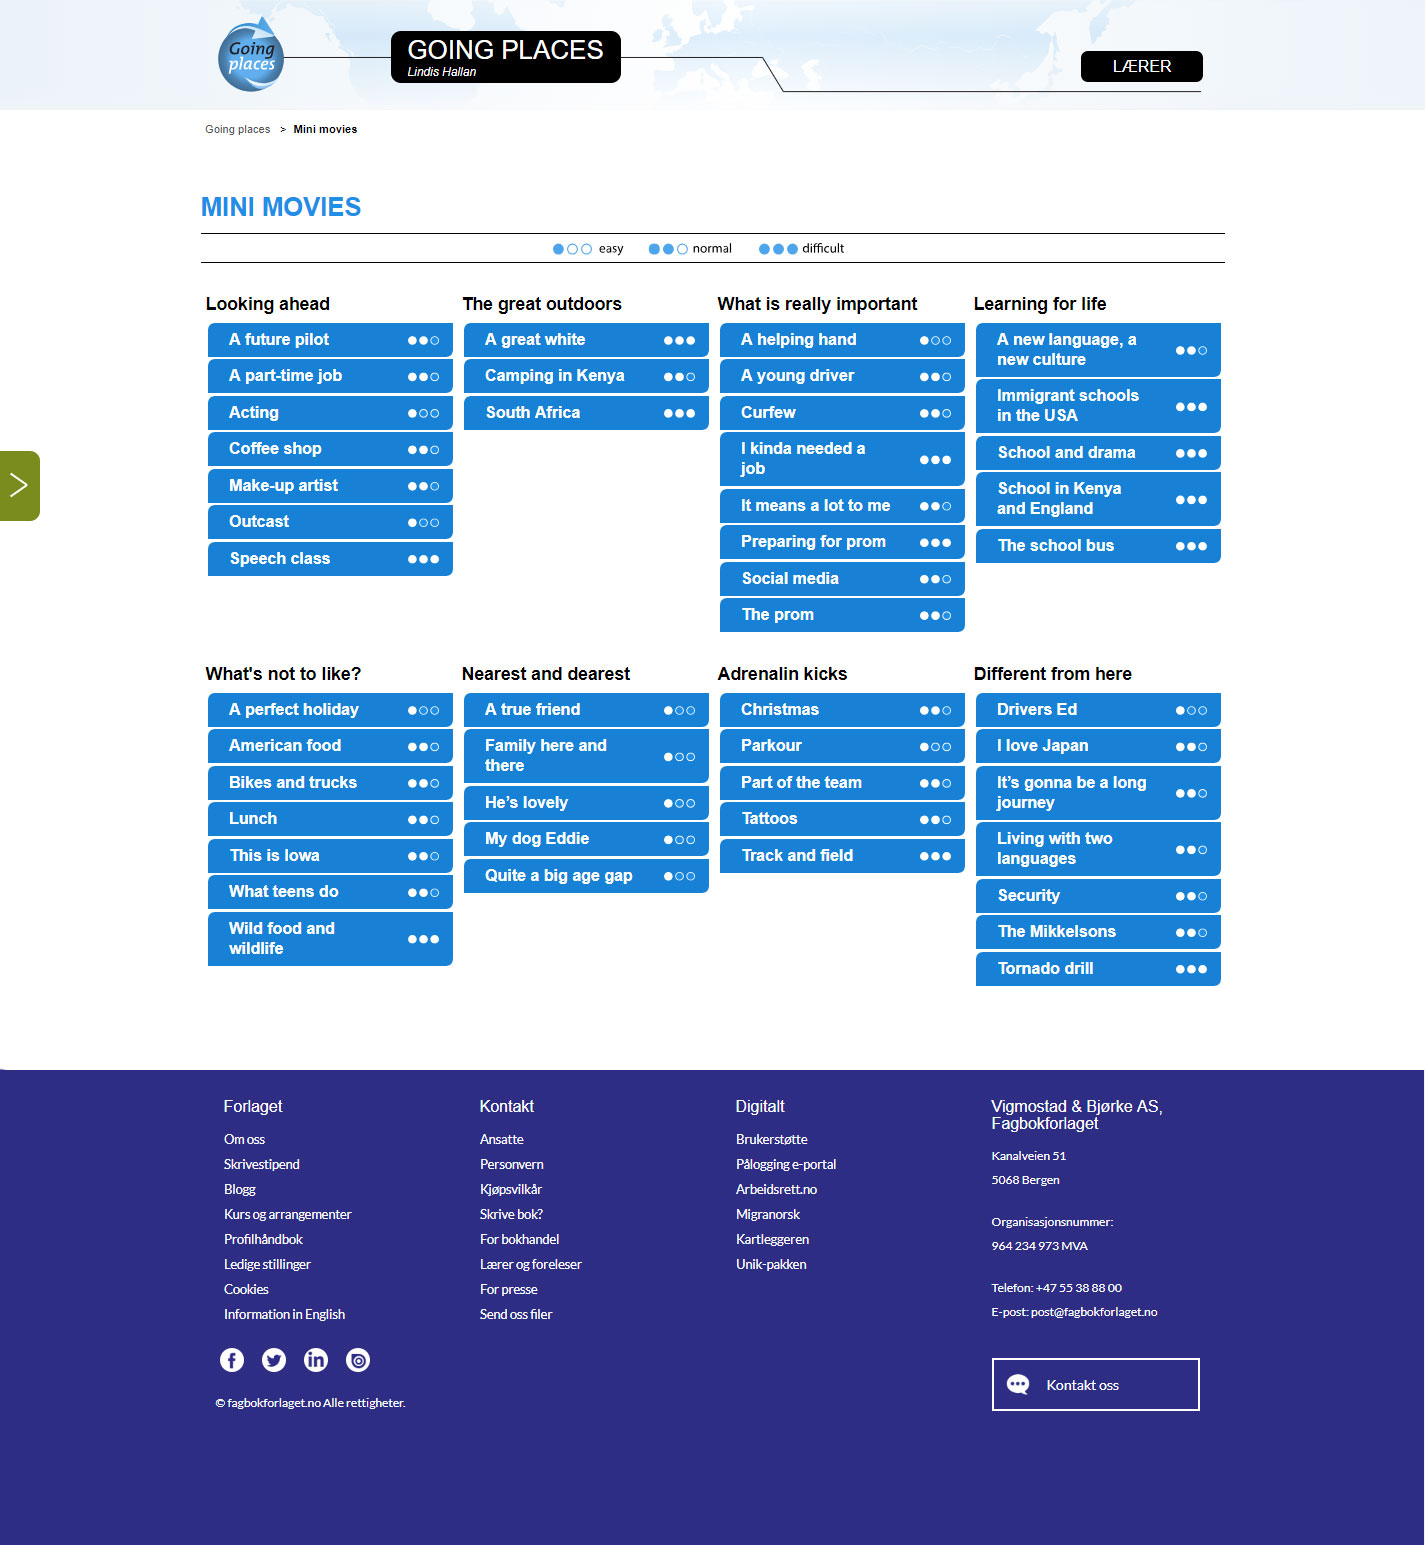 Going
places
GOING PLACES
Lindis Hallan
LÆRER
Going places > Mini movies
MINI MOVIES
easy normal difficult
Looking ahead
A future pilot
A part-time job
Acting
Coffee shop
Make-up artist
Outcast
Speech class
The great outdoors
A great white
Camping in Kenya
South Africa
What is really important
A helping hand
A young driver
Curfew
I kinda needed a
job
It means a lot to me
Preparing for prom
Social media
The prom
Learning for life
A new language, a
new culture
Immigrant schools
in the USA
School and drama
School in Kenya
and England
The school bus
What's not to like?
A perfect holiday
American food
Bikes and trucks
Lunch
This is Iowa
What teens do
Wild food and
wildlife
Nearest and dearest
A true friend
Family here and
there
He’s lovely
My dog Eddie
Quite a big age gap
Adrenalin kicks
Christmas
Parkour
Part of the team
Tattoos
Track and field
Different from here
Drivers Ed
I love Japan
It’s gonna be a long
journey
Living with two
languages
Security
The Mikkelsons
Tornado drill
Forlaget
Om oss
Skrivestipend
Blogg
Kurs og arrangementer
Profilhåndbok
Ledige stillinger
Cookies
Information in English
© fagbokforlaget.no Alle rettigheter.
Kontakt
Ansatte
Personvern
Kjøpsvilkår
Skrive bok?
For bokhandel
Lærer og foreleser
For presse
Send oss filer
Digitalt
Brukerstøtte
Pålogging e-portal
Arbeidsrett.no
Migranorsk
Kartleggeren
Unik-pakken
Vigmostad & Bjørke AS,
Fagbokforlaget
Kanalveien 51
5068 Bergen
Organisasjonsnummer:
964 234 973 MVA
Telefon: +47 55 38 88 00
E-post: post@fagbokforlaget.no
Kontakt oss